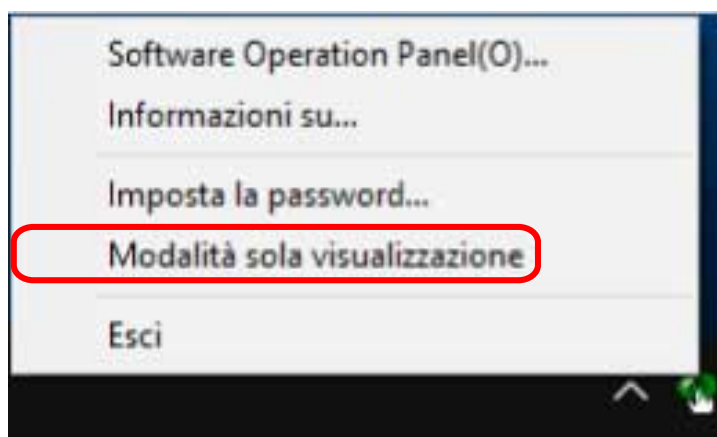 Software Operation Panel(O)...
Informazioni su...
Imposta la password...
Modalità sola visualizzazione
Esci